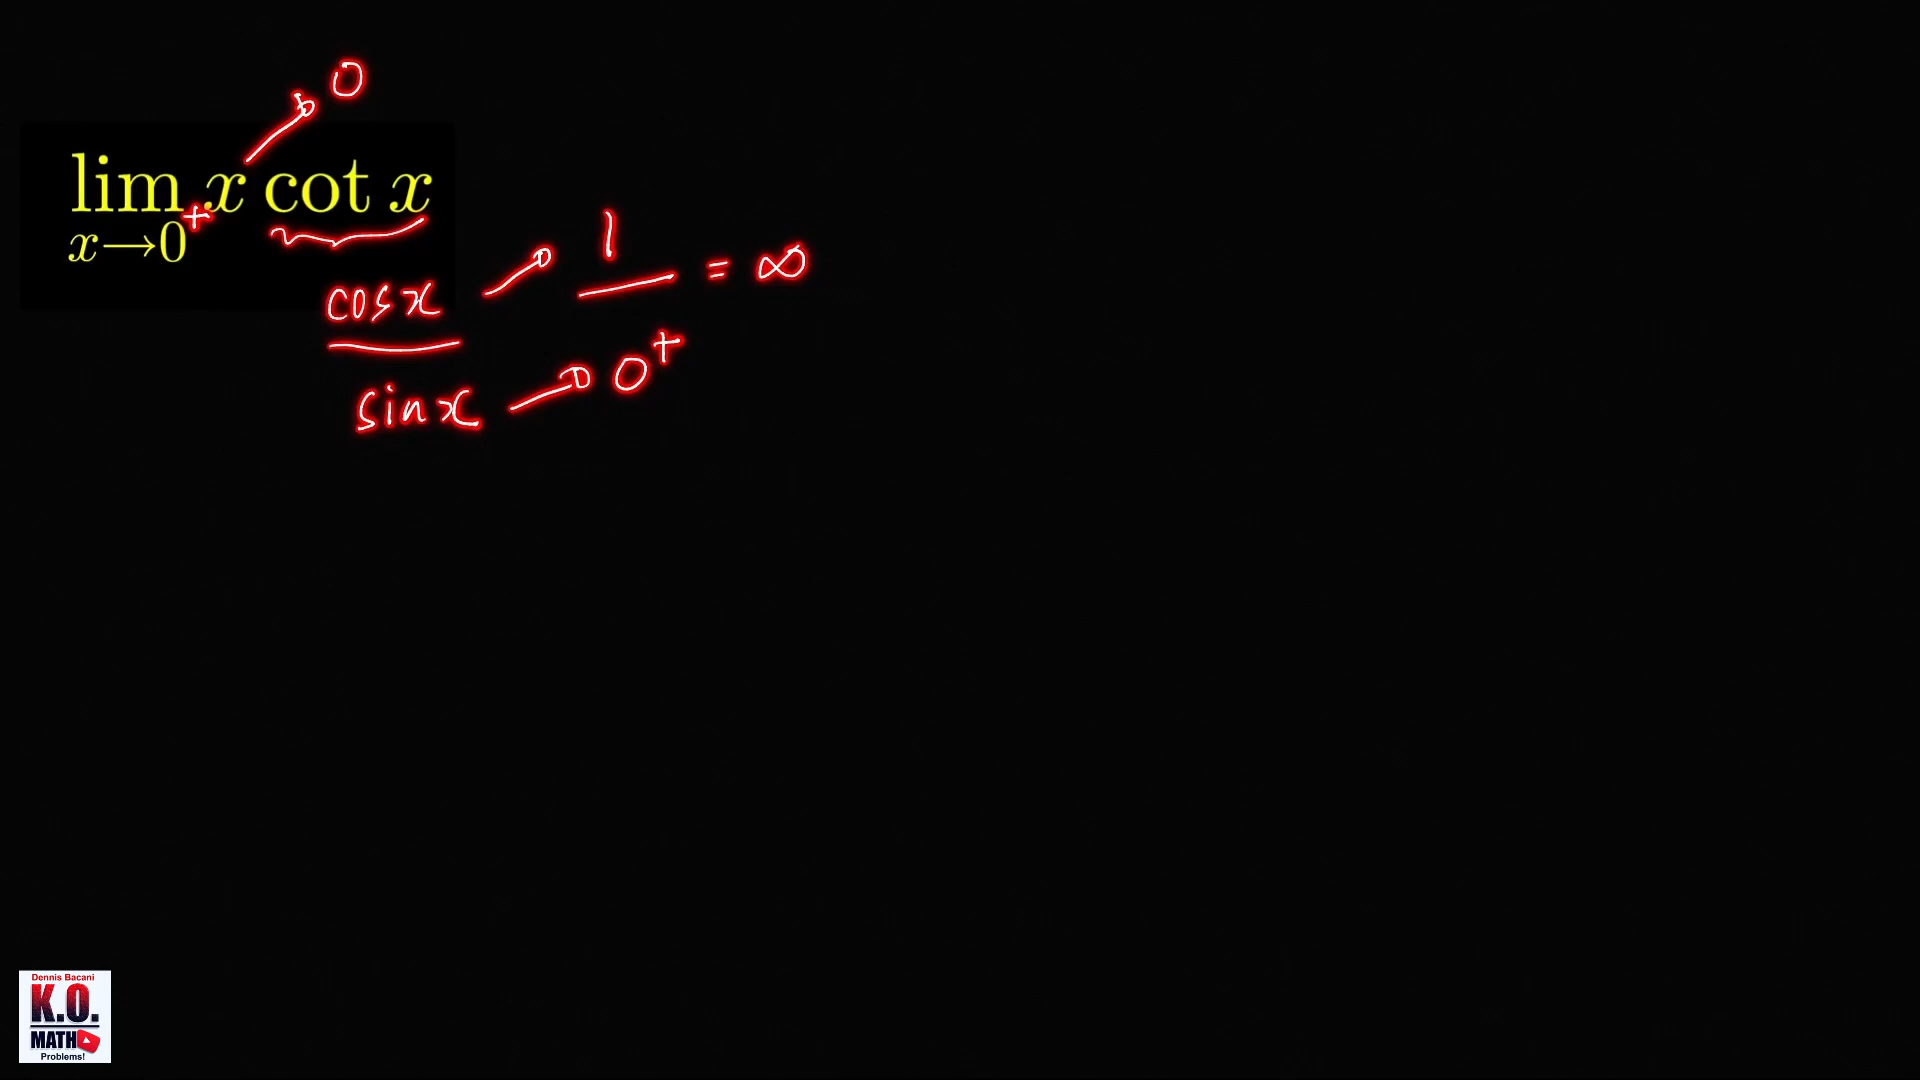 0
lim x cot x
x→0⁺
cos x → 1 = ∞
sin x → 0⁺
Dennis Bacani
K.O.
MATH
Problems!